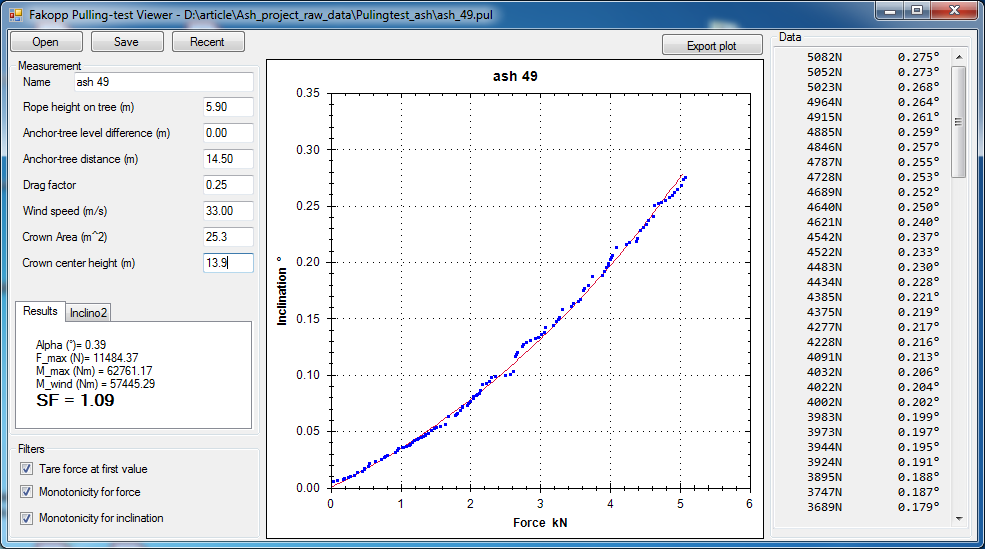 Fakopp Pulling-test Viewer - D:\article\Ash_project_raw_data\Pulingtest_ash\ash_49.pul
Open Save Recent
Measurement
Name ash 49
Rope height on tree (m) 5.90
Anchor-tree level difference (m) 0.00
Anchor-tree distance (m) 14.50
Drag factor 0.25
Wind speed (m/s) 33.00
Crown Area (m^2) 25.3
Crown center height (m) 13.9
Results Inclino2
Alpha (°)= 0.39
F_max (N)= 11484.37
M_max (Nm) = 62761.17
M_wind (Nm) = 57445.29
SF = 1.09
Filters
Tare force at first value
Monotonicity for force
Monotonicity for inclination
Export plot
ash 49
Inclination °
0.35
0.30
0.25
0.20
0.15
0.10
0.05
0.00
0 1 2 3 4 5 6
Force kN
Data
5082N 0.275°
5052N 0.273°
5023N 0.268°
4964N 0.264°
4915N 0.261°
4885N 0.259°
4846N 0.257°
4787N 0.255°
4728N 0.253°
4689N 0.252°
4640N 0.250°
4621N 0.240°
4542N 0.237°
4522N 0.233°
4483N 0.230°
4434N 0.228°
4385N 0.221°
4375N 0.219°
4277N 0.217°
4228N 0.216°
4091N 0.213°
4032N 0.206°
4022N 0.204°
4002N 0.202°
3983N 0.199°
3973N 0.197°
3944N 0.195°
3924N 0.191°
3895N 0.188°
3747N 0.187°
3689N 0.179°